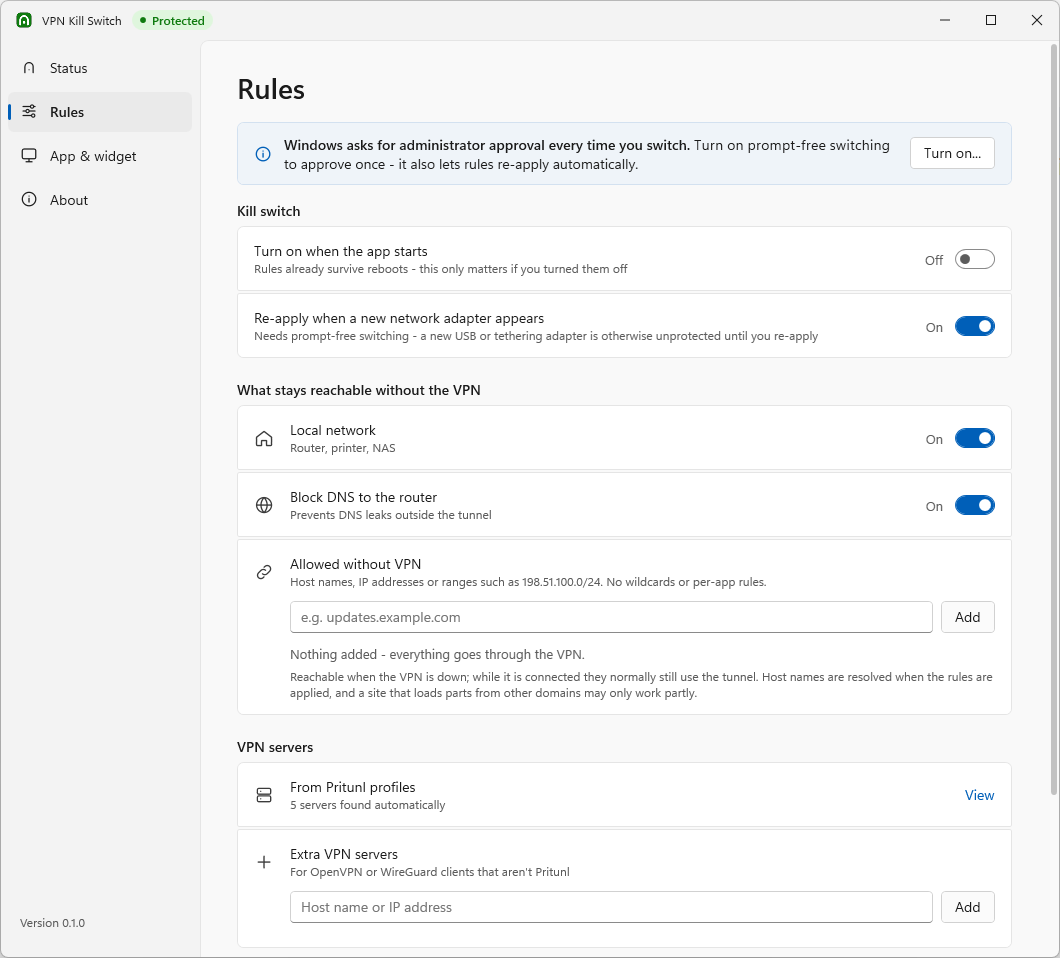 VPN Kill Switch
Protected
Status
Rules
App & widget
About
Version 0.1.0
Rules
Windows asks for administrator approval every time you switch. Turn on prompt-free switching
to approve once - it also lets rules re-apply automatically.
Turn on...
Kill switch
Turn on when the app starts
Rules already survive reboots - this only matters if you turned them off
Off
Re-apply when a new network adapter appears
Needs prompt-free switching - a new USB or tethering adapter is otherwise unprotected until you re-apply
On
What stays reachable without the VPN
Local network
Router, printer, NAS
On
Block DNS to the router
Prevents DNS leaks outside the tunnel
On
Allowed without VPN
Host names, IP addresses or ranges such as 198.51.100.0/24. No wildcards or per-app rules.
e.g. updates.example.com
Add
Nothing added - everything goes through the VPN.
Reachable when the VPN is down; while it is connected they normally still use the tunnel. Host names are resolved when the rules are
applied, and a site that loads parts from other domains may only work partly.
VPN servers
From Pritunl profiles
5 servers found automatically
View
Extra VPN servers
For OpenVPN or WireGuard clients that aren't Pritunl
Host name or IP address
Add